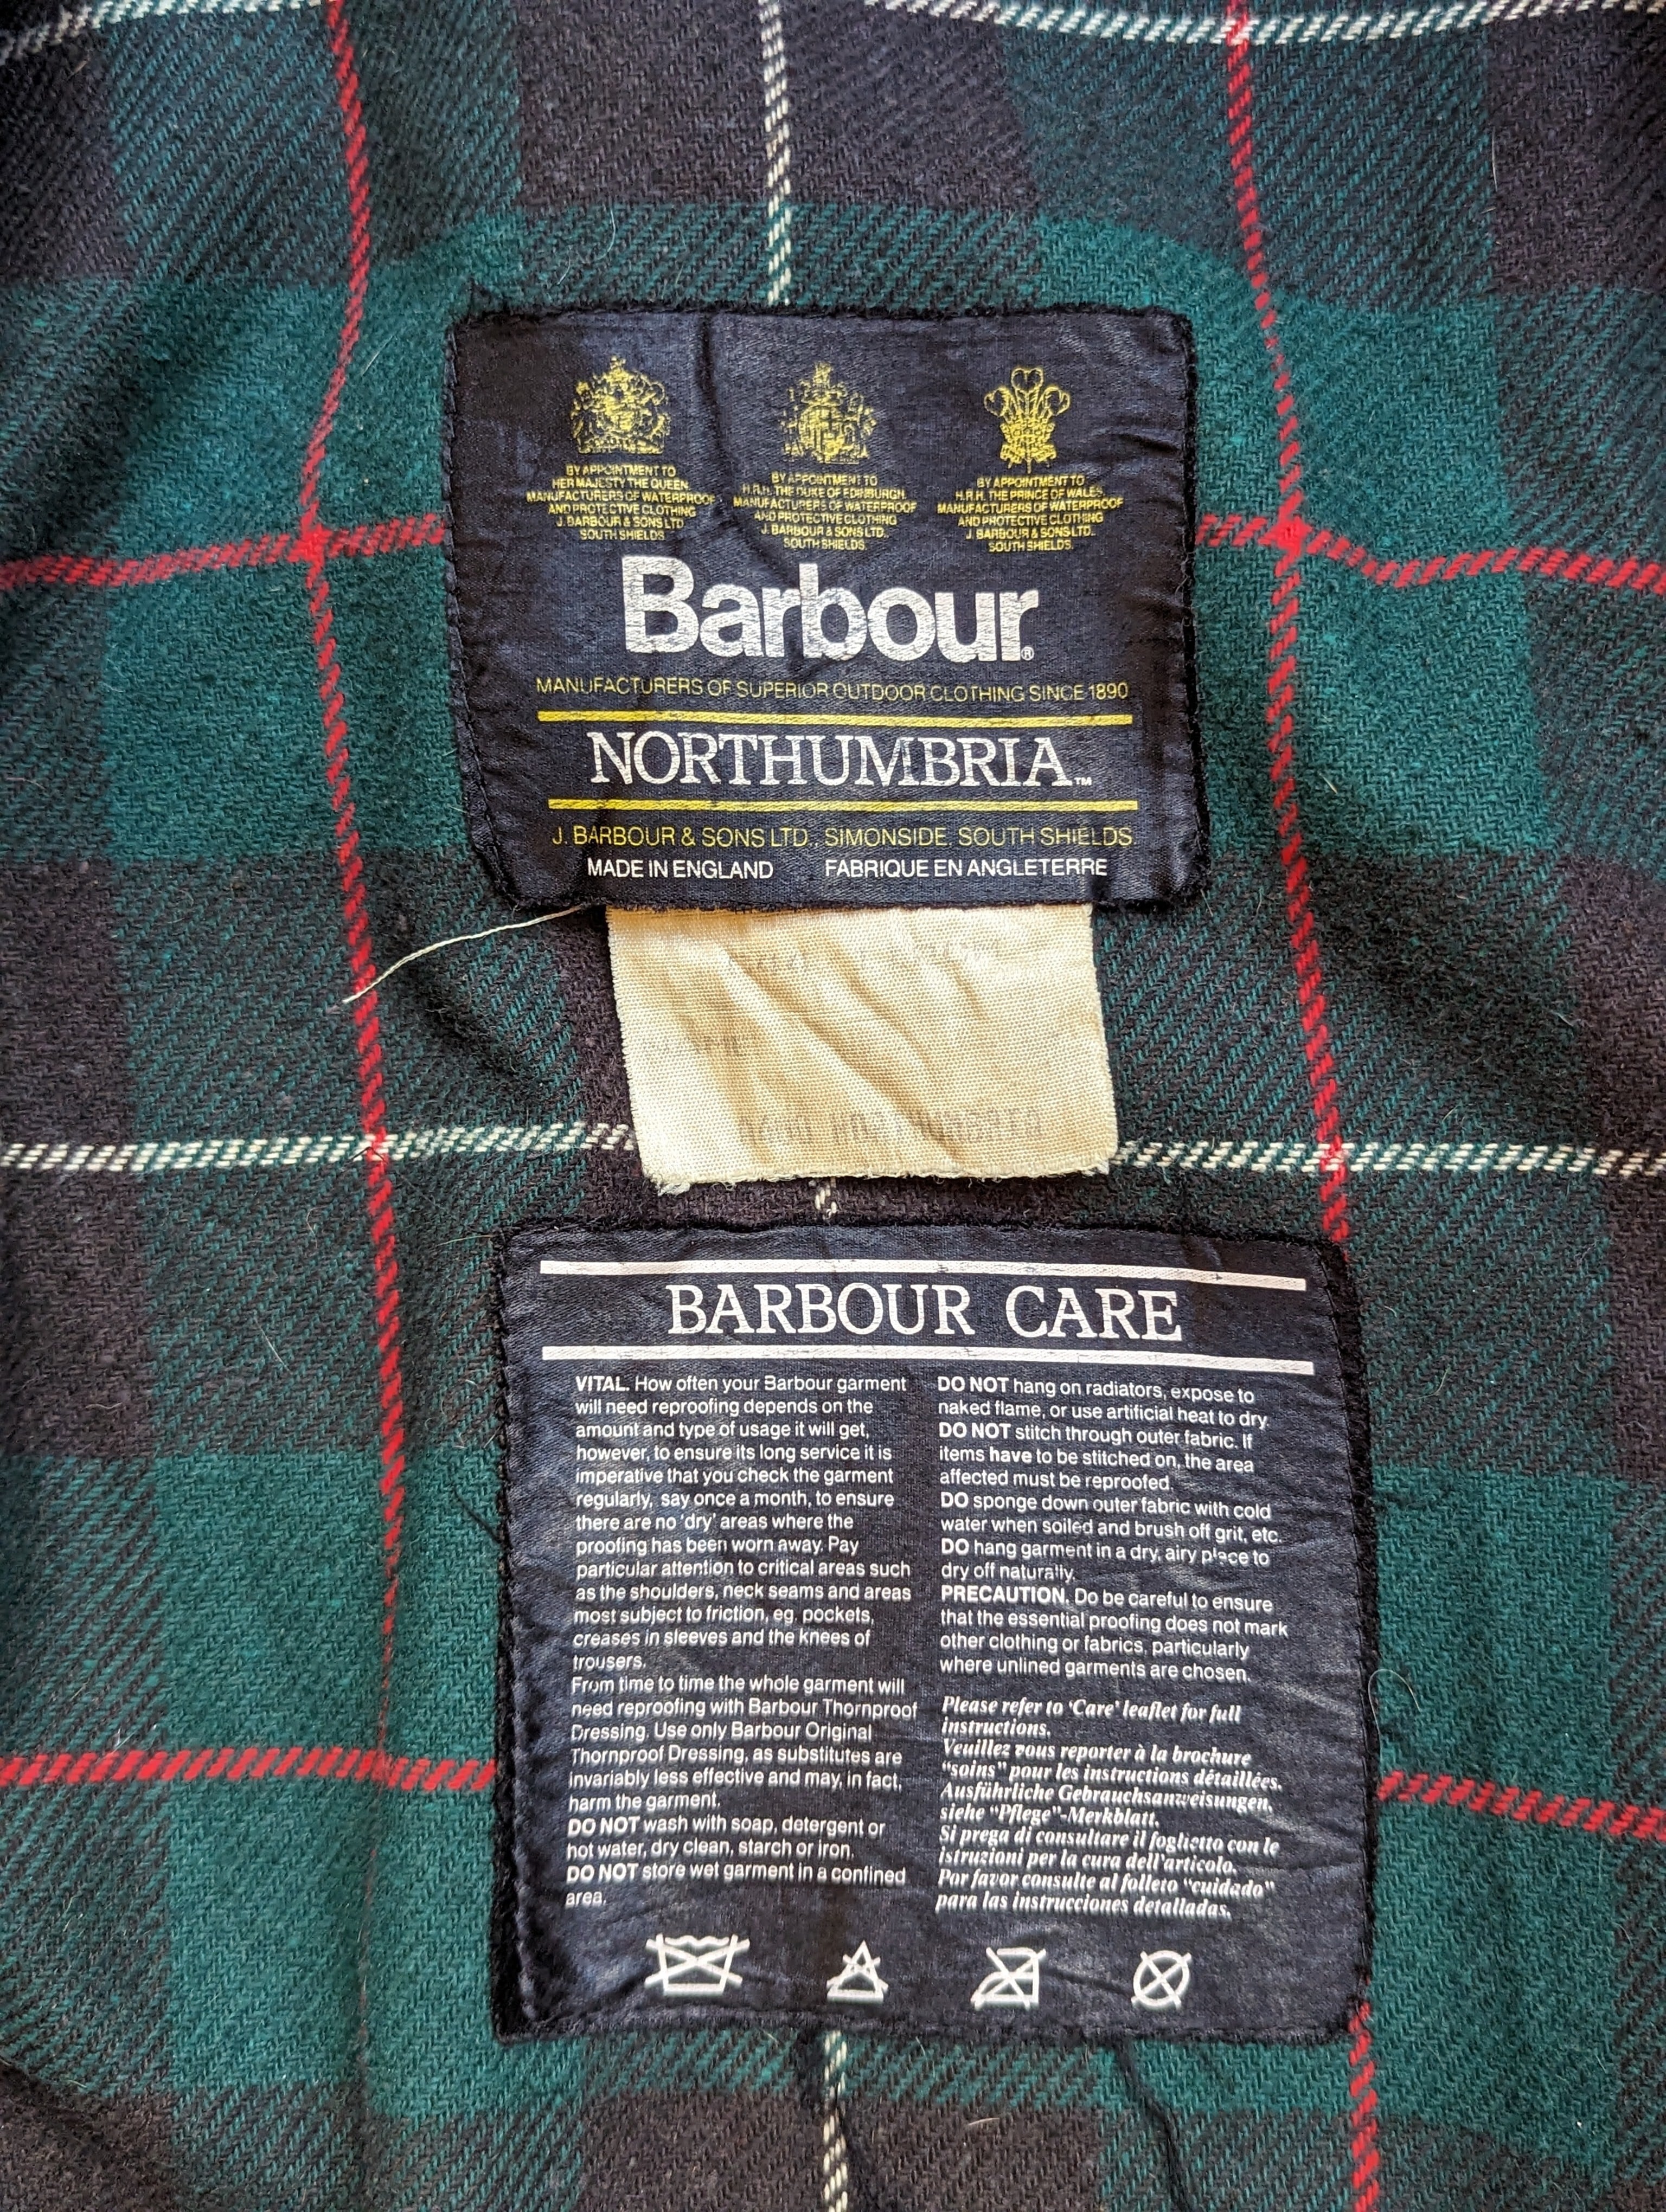 BY APPOINTMENT TO
HER MAJESTY THE QUEEN
MANUFACTURERS OF WATERPROOF
AND PROTECTIVE CLOTHING
J. BARBOUR & SONS LTD
SOUTH SHIELDS
BY APPOINTMENT TO
H.R.H. THE DUKE OF EDINBURGH
MANUFACTURERS OF WATERPROOF
AND PROTECTIVE CLOTHING
J. BARBOUR & SONS LTD.,
SOUTH SHIELDS.
BY APPOINTMENT TO
H.R.H. THE PRINCE OF WALES
MANUFACTURERS OF WATERPROOF
AND PROTECTIVE CLOTHING
J. BARBOUR & SONS LTD.
SOUTH SHIELDS.
Barbour®
MANUFACTURERS OF SUPERIOR OUTDOOR CLOTHING SINCE 1890
NORTHUMBRIA™
J. BARBOUR & SONS LTD., SIMONSIDE, SOUTH SHIELDS.
MADE IN ENGLAND FABRIQUE EN ANGLETERRE
NORTHUMBRIA
BARBOUR CARE
VITAL. How often your Barbour garment
will need reproofing depends on the
amount and type of usage it will get,
however, to ensure its long service it is
imperative that you check the garment
regularly, say once a month, to ensure
there are no 'dry' areas where the
proofing has been worn away. Pay
particular attention to critical areas such
as the shoulders, neck seams and areas
most subject to friction, eg. pockets,
creases in sleeves and the knees of
trousers.
From time to time the whole garment will
need reproofing with Barbour Thornproof
Dressing. Use only Barbour Original
Thornproof Dressing, as substitutes are
invariably less effective and may, in fact,
harm the garment.
DO NOT wash with soap, detergent or
hot water, dry clean, starch or iron.
DO NOT store wet garment in a confined
area.
DO NOT hang on radiators, expose to
naked flame, or use artificial heat to dry
DO NOT stitch through outer fabric. If
items have to be stitched on, the area
affected must be reproofed.
DO sponge down outer fabric with cold
water when soiled and brush off grit, etc.
DO hang garment in a dry, airy place to
dry off naturally.
PRECAUTION. Do be careful to ensure
that the essential proofing does not mark
other clothing or fabrics, particularly
where unlined garments are chosen.
Please refer to 'Care' leaflet for full
instructions.
Veuillez vous reporter à la brochure
"soins" pour les instructions détaillées.
Ausführliche Gebrauchsanweisungen,
siehe "Pflege"-Merkblatt.
Si prega di consultare il foglietto con le
istruzioni per la cura dell'articolo.
Por favor consulte al folleto "cuidado"
para las instrucciones detalladas.